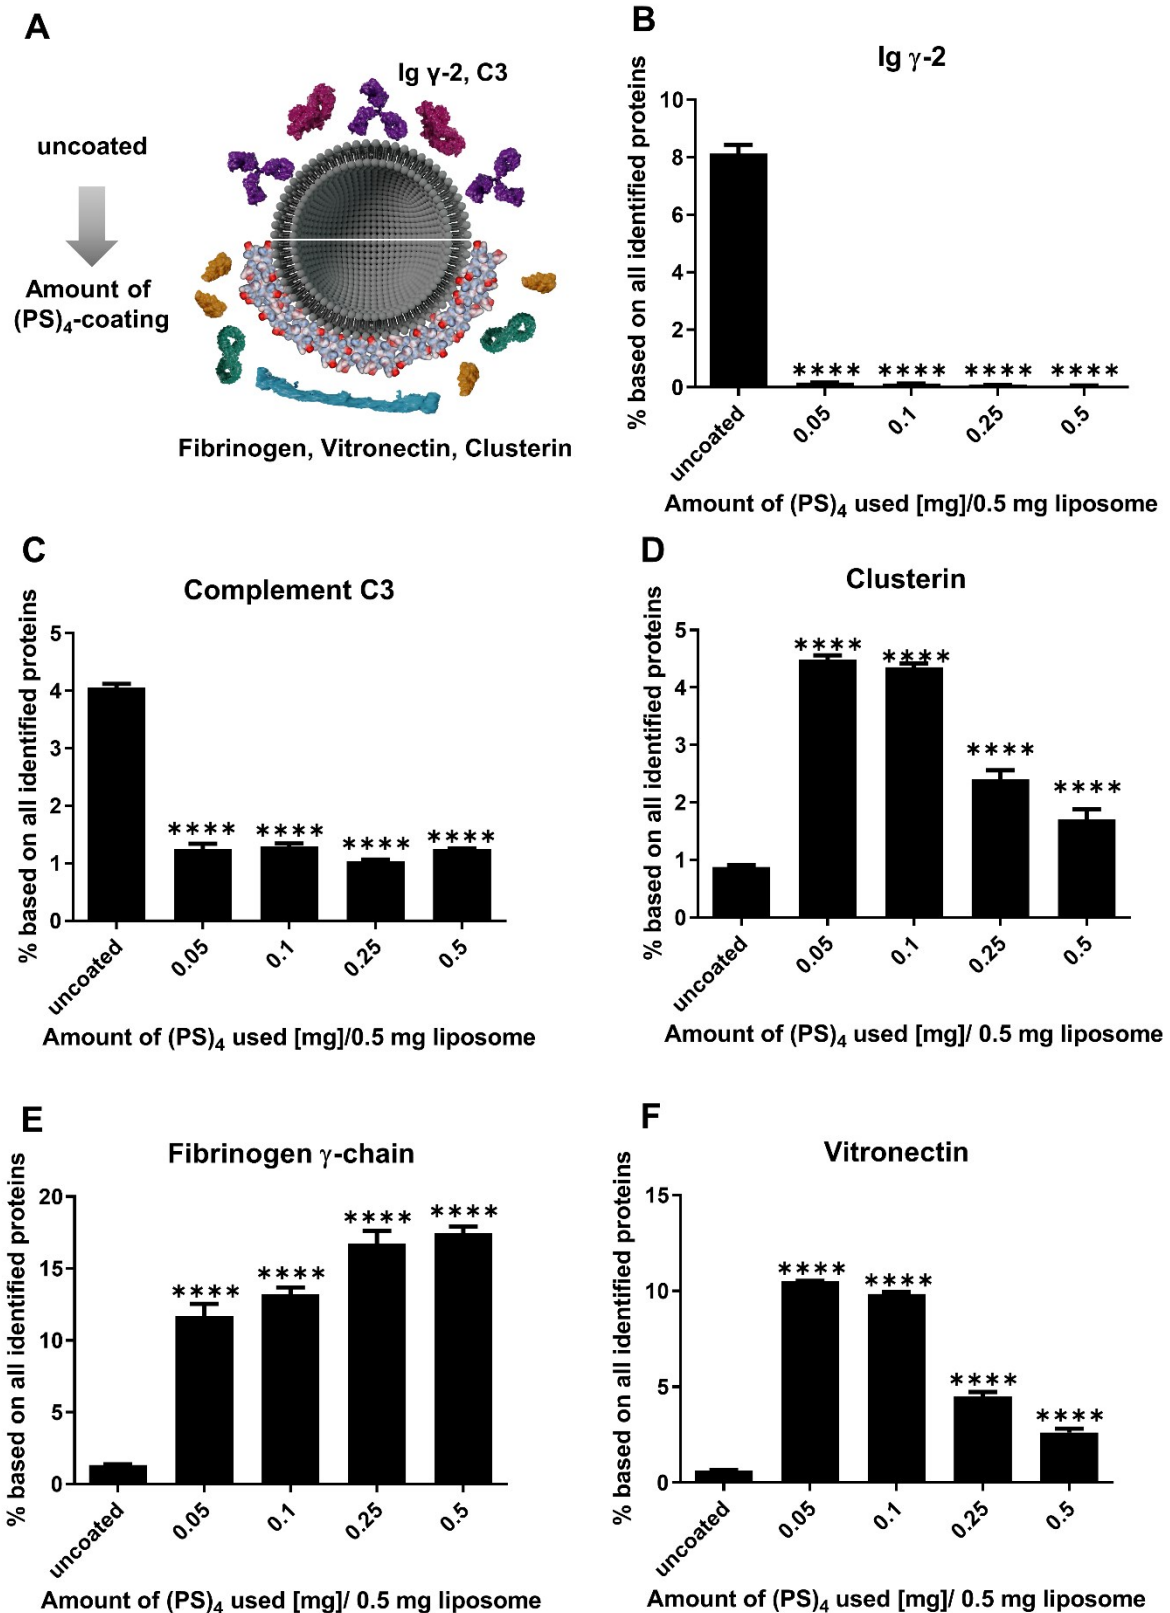 A
Ig γ-2, C3
uncoated
Amount of
(PS)₄-coating
Fibrinogen, Vitronectin, Clusterin
B
Ig γ-2
% based on all identified proteins
10
8
6
4
2
0
**** **** **** ****
uncoated 0.05 0.1 0.25 0.5
Amount of (PS)₄ used [mg]/0.5 mg liposome
C
Complement C3
% based on all identified proteins
5
4
3
2
1
0
**** **** **** ****
uncoated 0.05 0.1 0.25 0.5
Amount of (PS)₄ used [mg]/0.5 mg liposome
D
Clusterin
% based on all identified proteins
5
4
3
2
1
0
**** **** **** ****
uncoated 0.05 0.1 0.25 0.5
Amount of (PS)₄ used [mg]/ 0.5 mg liposome
E
Fibrinogen γ-chain
% based on all identified proteins
20
15
10
5
0
**** **** **** ****
uncoated 0.05 0.1 0.25 0.5
Amount of (PS)₄ used [mg]/ 0.5 mg liposome
F
Vitronectin
% based on all identified proteins
15
10
5
0
**** **** **** ****
uncoated 0.05 0.1 0.25 0.5
Amount of (PS)₄ used [mg]/ 0.5 mg liposome